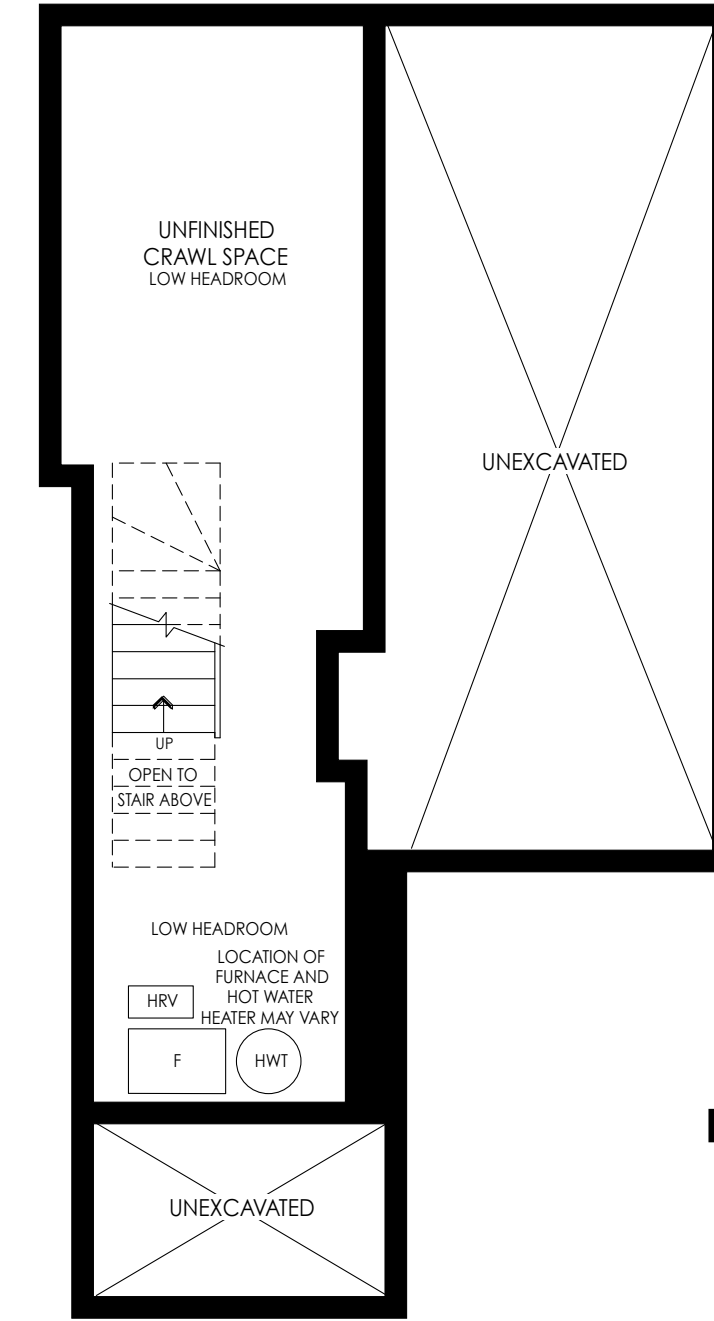 UNFINISHED
CRAWL SPACE
LOW HEADROOM
UNEXCAVATED
UP
OPEN TO
STAIR ABOVE
LOW HEADROOM
LOCATION OF
FURNACE AND
HOT WATER
HEATER MAY VARY
HRV
F
HWT
UNEXCAVATED